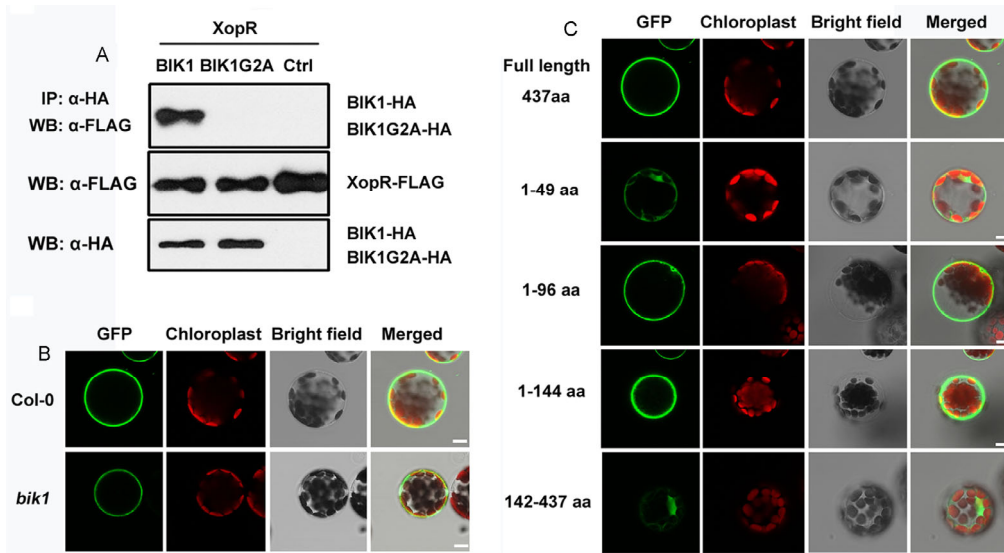 A
XopR
BIK1 BIK1G2A Ctrl
IP: α-HA
WB: α-FLAG
BIK1-HA
BIK1G2A-HA
WB: α-FLAG
XopR-FLAG
WB: α-HA
BIK1-HA
BIK1G2A-HA
B
GFP Chloroplast Bright field Merged
Col-0
bik1
C
GFP Chloroplast Bright field Merged
Full length
437aa
1-49 aa
1-96 aa
1-144 aa
142-437 aa